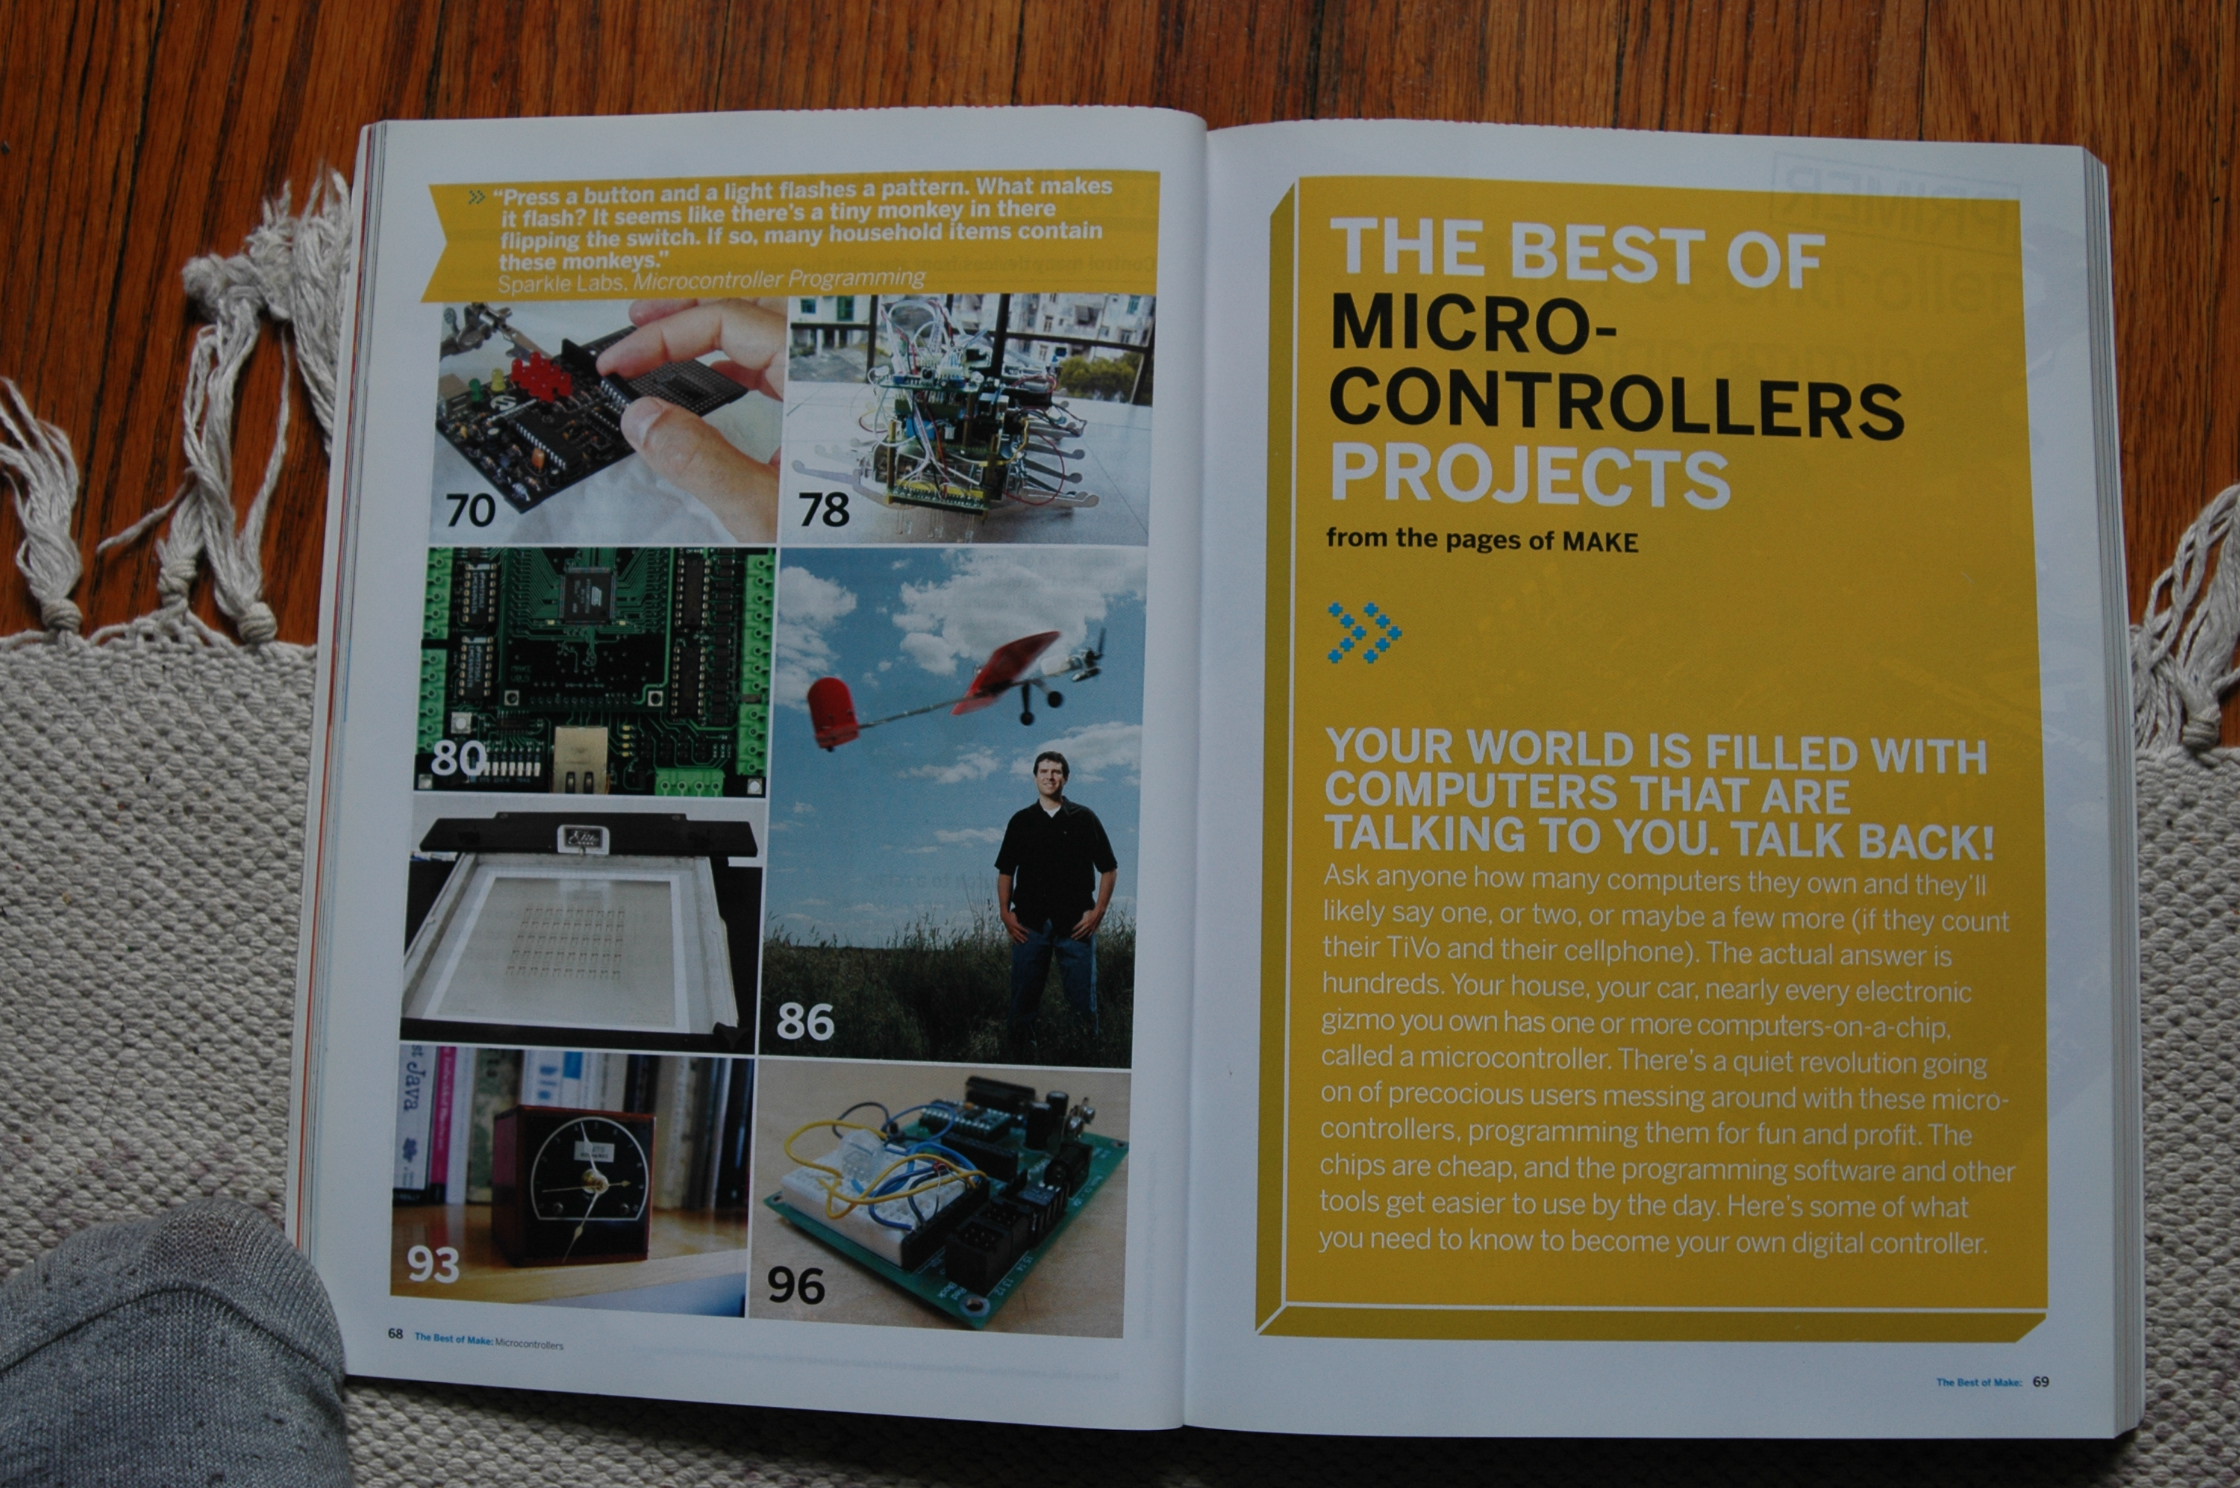 >> "Press a button and a light flashes a pattern. What makes
it flash? It seems like there's a tiny monkey in there
flipping the switch. If so, many household items contain
these monkeys."
Sparkle Labs, Microcontroller Programming
70
78
80
86
93
96
st Java
68 The Best of Make: Microcontrollers
THE BEST OF
MICRO-
CONTROLLERS
PROJECTS
from the pages of MAKE
YOUR WORLD IS FILLED WITH
COMPUTERS THAT ARE
TALKING TO YOU. TALK BACK!
Ask anyone how many computers they own and they'll
likely say one, or two, or maybe a few more (if they count
their TiVo and their cellphone). The actual answer is
hundreds. Your house, your car, nearly every electronic
gizmo you own has one or more computers-on-a-chip,
called a microcontroller. There's a quiet revolution going
on of precocious users messing around with these micro-
controllers, programming them for fun and profit. The
chips are cheap, and the programming software and other
tools get easier to use by the day. Here's some of what
you need to know to become your own digital controller.
The Best of Make: 69